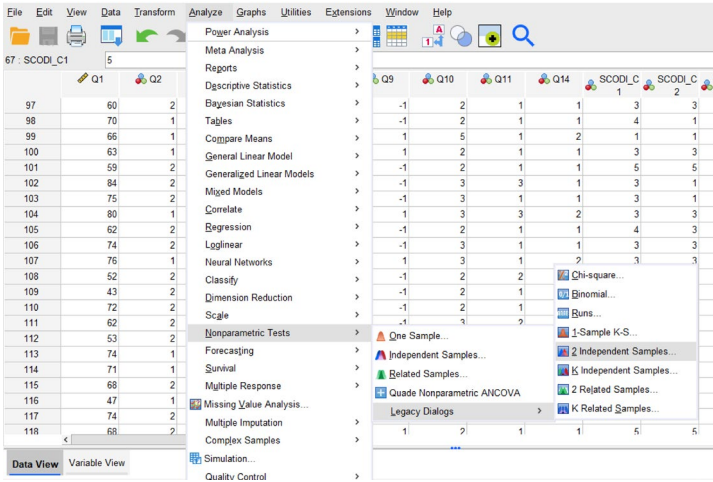 File Edit View Data Transform Analyze Graphs Utilities Extensions Window Help
67 : SCODI_C1 5
Q1 Q2 Q9 Q10 Q11 Q14 SCODI_C1 SCODI_C2
97 60 2 -1 2 1 1 3 3
98 70 1 -1 2 1 1 4 1
99 66 1 1 5 1 2 1 1
100 63 1 1 2 1 1 3 3
101 59 2 -1 2 1 1 5 5
102 84 2 -1 3 3 1 3 1
103 75 2 -1 3 1 1 3 1
104 80 1 1 3 3 2 3 3
105 62 2 -1 2 1 1 4 3
106 74 2 -1 3 1 1 3 3
107 76 1 1 3 1 2 3 3
108 52 2 -1 2 2
109 43 2 -1 2 1
110 72 2 -1 2 1
111 62 2 -1 3 2
112 53 2
113 74 1
114 71 1
115 68 2
116 47 1
117 74 2
118 68 2 1 2 1 1 5 5
Power Analysis
Meta Analysis
Reports
Descriptive Statistics
Bayesian Statistics
Tables
Compare Means
General Linear Model
Generalized Linear Models
Mixed Models
Correlate
Regression
Loglinear
Neural Networks
Classify
Dimension Reduction
Scale
Nonparametric Tests
Forecasting
Survival
Multiple Response
Missing Value Analysis...
Multiple Imputation
Complex Samples
Simulation...
Quality Control
One Sample...
Independent Samples...
Related Samples...
Quade Nonparametric ANCOVA
Legacy Dialogs
Chi-square...
Binomial...
Runs...
1-Sample K-S...
2 Independent Samples...
K Independent Samples...
2 Related Samples...
K Related Samples...
Data View Variable View